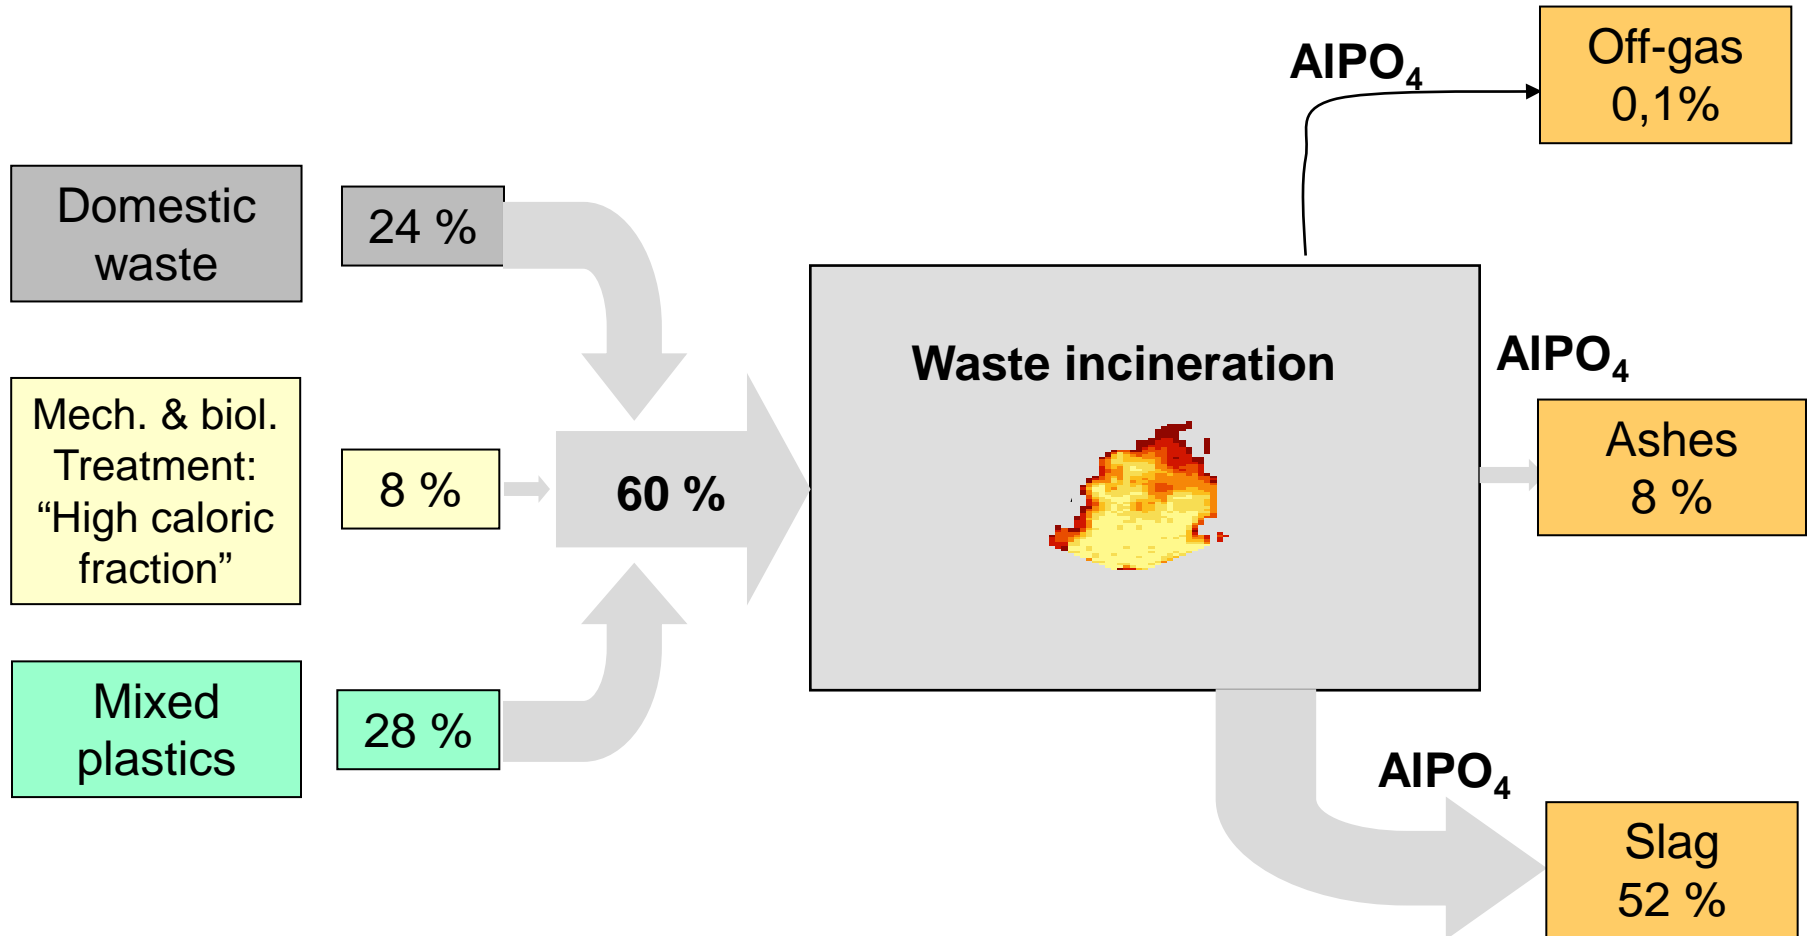 AlPO₄
Off-gas
0,1%
Domestic
waste
24 %
Mech. & biol.
Treatment:
“High caloric
fraction”
8 %
Mixed
plastics
28 %
60 %
Waste incineration
AlPO₄
Ashes
8 %
AlPO₄
Slag
52 %